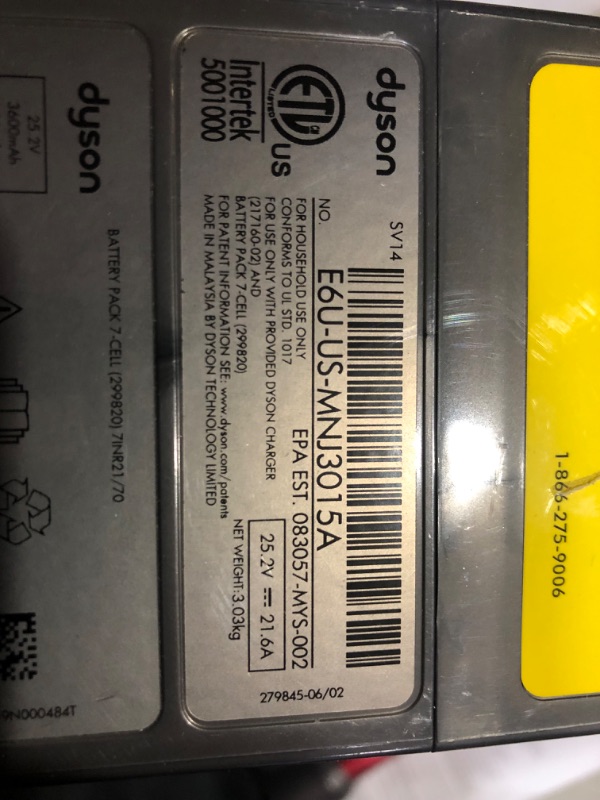 1-866-275-9006
dyson
SV14
NO. E6U-US-MNJ3015A
ETL
LISTED
US
Intertek
5001000
FOR HOUSEHOLD USE ONLY
CONFORMS TO UL STD. 1017
FOR USE ONLY WITH PROVIDED DYSON CHARGER
(217160-02) AND
BATTERY PACK 7-CELL (299820)
FOR PATENT INFORMATION SEE: www.dyson.com/patents
MADE IN MALAYSIA BY DYSON TECHNOLOGY LIMITED
EPA EST. 083057-MYS-002
25.2V ⎓ 21.6A
NET WEIGHT:3.03kg
279845-06/02
dyson
BATTERY PACK 7-CELL (299820) 7INR21/70
25.2V
3600mAh
9N000484T